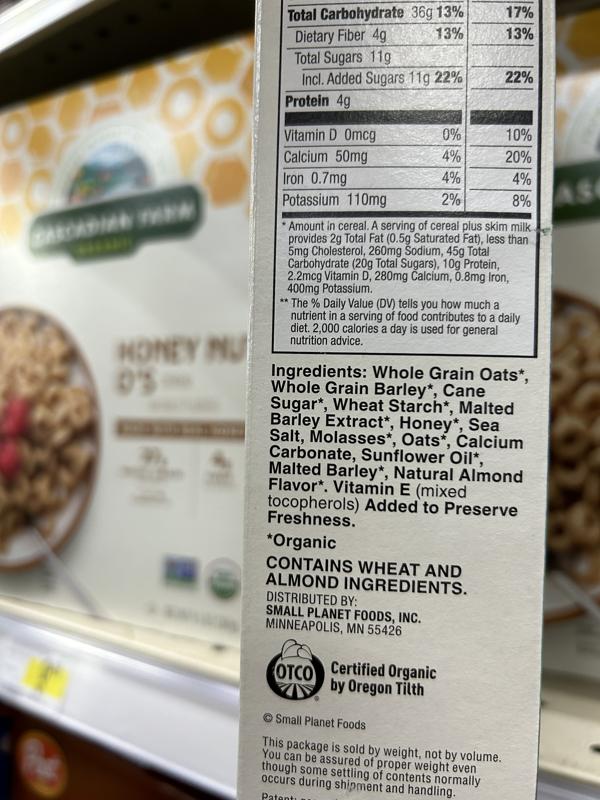 Total Carbohydrate 36g 13% 17%
Dietary Fiber 4g 13% 13%
Total Sugars 11g
Incl. Added Sugars 11g 22% 22%
Protein 4g
Vitamin D 0mcg 0% 10%
Calcium 50mg 4% 20%
Iron 0.7mg 4% 4%
Potassium 110mg 2% 8%
* Amount in cereal. A serving of cereal plus skim milk
provides 2g Total Fat (0.5g Saturated Fat), less than
5mg Cholesterol, 260mg Sodium, 45g Total
Carbohydrate (20g Total Sugars), 10g Protein,
2.2mcg Vitamin D, 280mg Calcium, 0.8mg Iron,
400mg Potassium.
** The % Daily Value (DV) tells you how much a
nutrient in a serving of food contributes to a daily
diet. 2,000 calories a day is used for general
nutrition advice.
Ingredients: Whole Grain Oats*,
Whole Grain Barley*, Cane
Sugar*, Wheat Starch*, Malted
Barley Extract*, Honey*, Sea
Salt, Molasses*, Oats*, Calcium
Carbonate, Sunflower Oil*,
Malted Barley*, Natural Almond
Flavor*. Vitamin E (mixed
tocopherols) Added to Preserve
Freshness.
*Organic
CONTAINS WHEAT AND
ALMOND INGREDIENTS.
DISTRIBUTED BY:
SMALL PLANET FOODS, INC.
MINNEAPOLIS, MN 55426
OTCO
Certified Organic
by Oregon Tilth
© Small Planet Foods
This package is sold by weight, not by volume.
You can be assured of proper weight even
though some settling of contents normally
occurs during shipment and handling.
CASCADIAN FARM
ORGANIC
HONEY NU
O'S